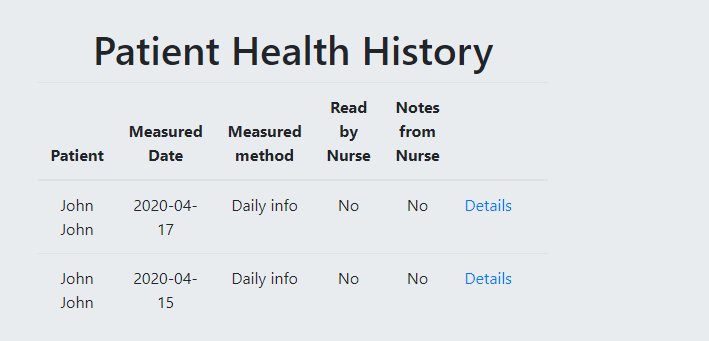 Patient Health History
Patient Measured Date Measured method Read by Nurse Notes from Nurse
John John 2020-04-17 Daily info No No Details
John John 2020-04-15 Daily info No No Details